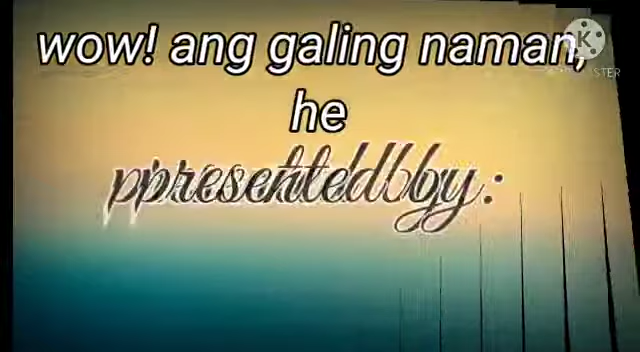 wow! ang galing naman,
he
presented by: